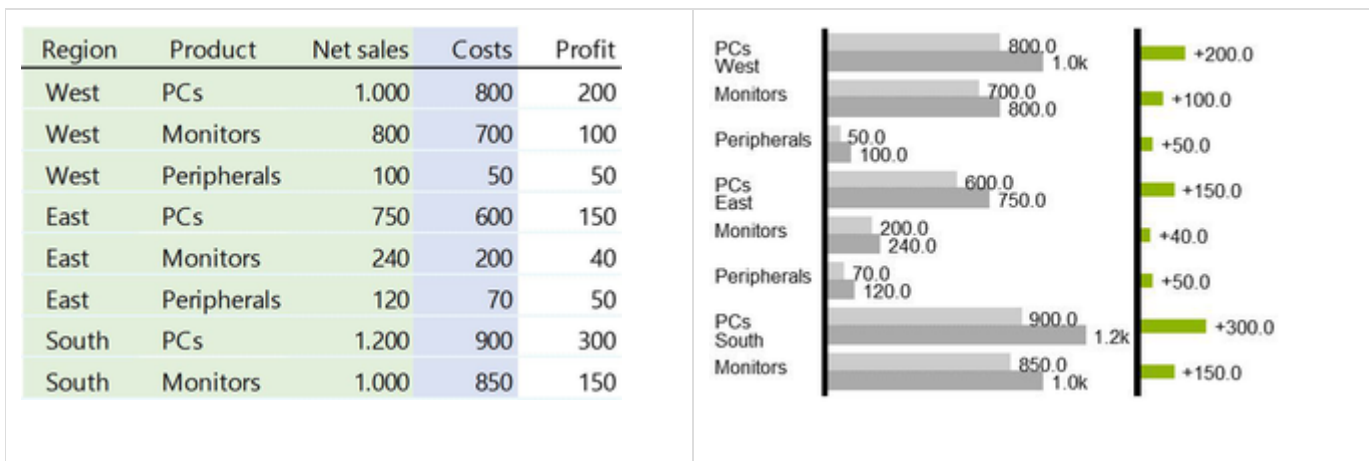 Region Product Net sales Costs Profit
West PCs 1.000 800 200
West Monitors 800 700 100
West Peripherals 100 50 50
East PCs 750 600 150
East Monitors 240 200 40
East Peripherals 120 70 50
South PCs 1.200 900 300
South Monitors 1.000 850 150
PCs 800.0
West 1.0k +200.0
Monitors 700.0
800.0 +100.0
Peripherals 50.0
100.0 +50.0
PCs 600.0
East 750.0 +150.0
Monitors 200.0
240.0 +40.0
Peripherals 70.0
120.0 +50.0
PCs 900.0
South 1.2k +300.0
Monitors 850.0
1.0k +150.0